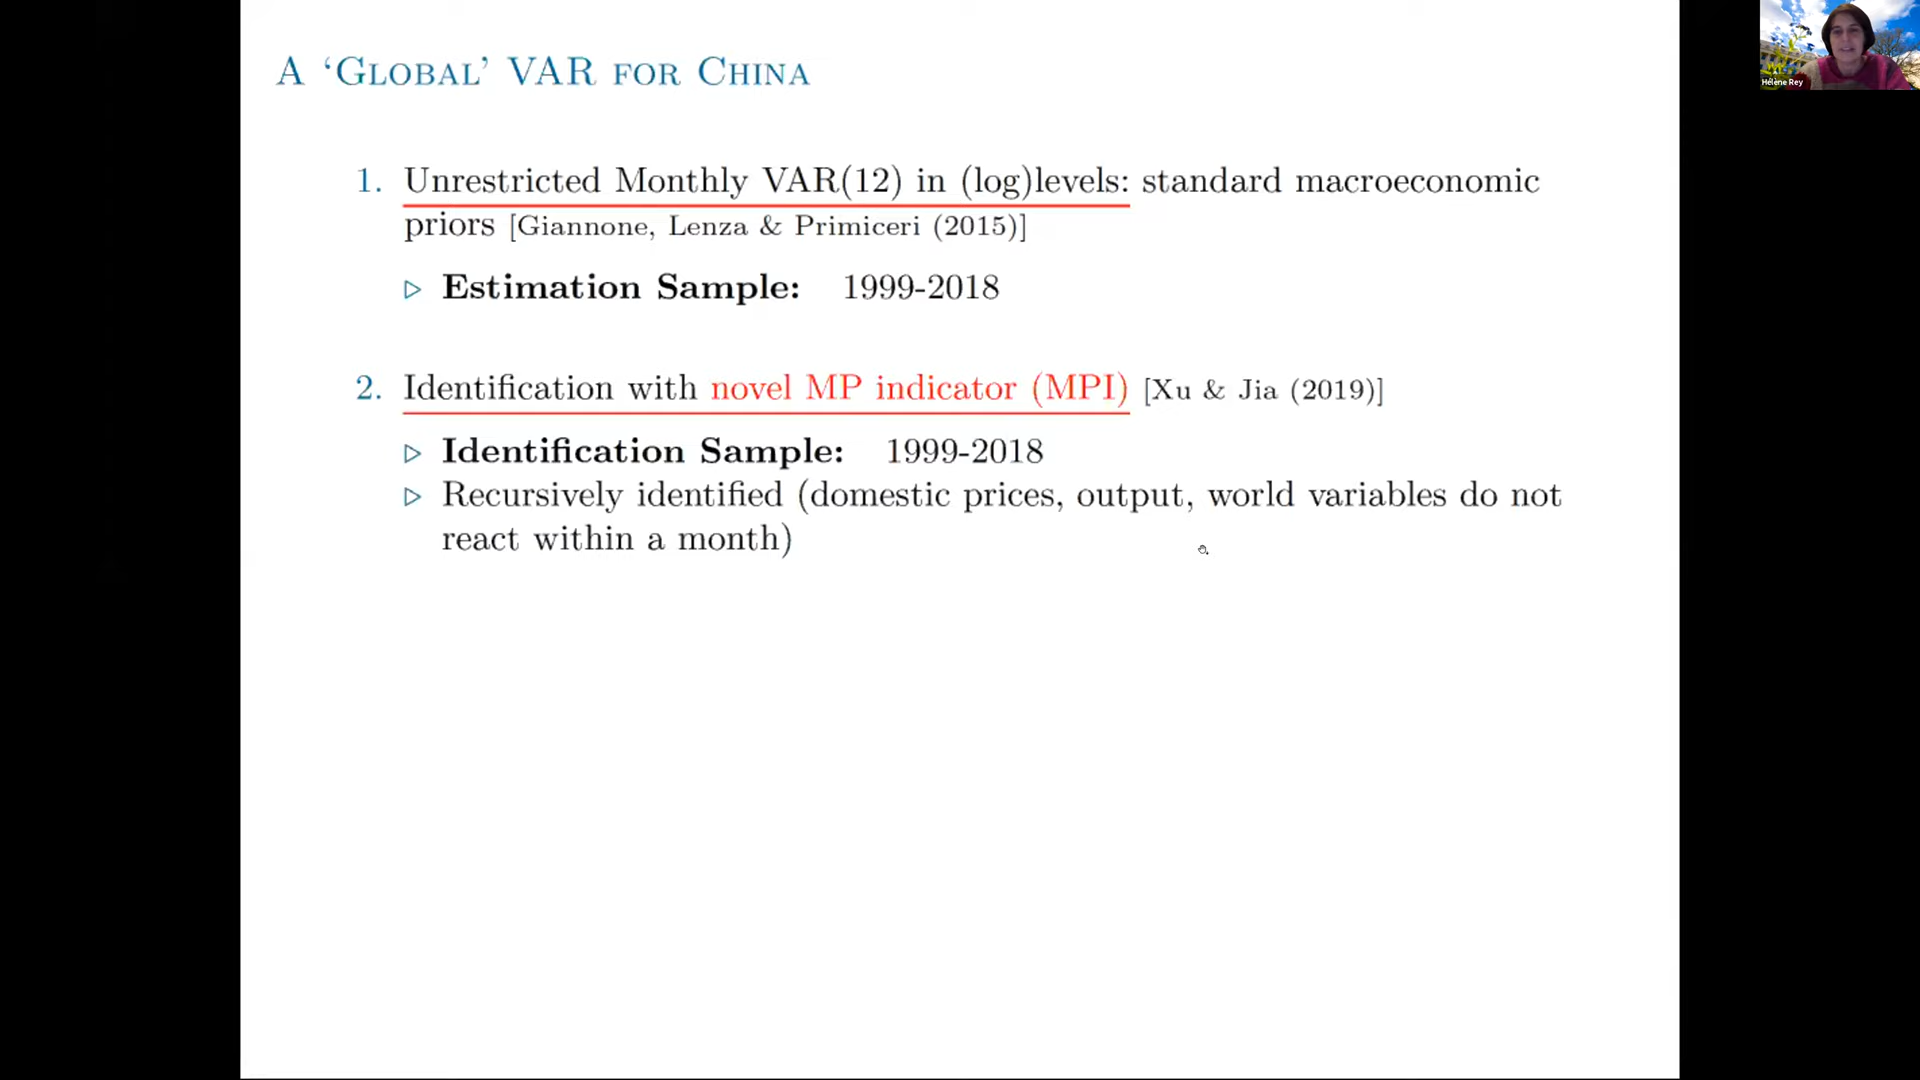 A ‘Global’ VAR for China
1. Unrestricted Monthly VAR(12) in (log)levels: standard macroeconomic
priors [Giannone, Lenza & Primiceri (2015)]
▷ Estimation Sample: 1999-2018
2. Identification with novel MP indicator (MPI) [Xu & Jia (2019)]
▷ Identification Sample: 1999-2018
▷ Recursively identified (domestic prices, output, world variables do not
react within a month)
Hélène Rey